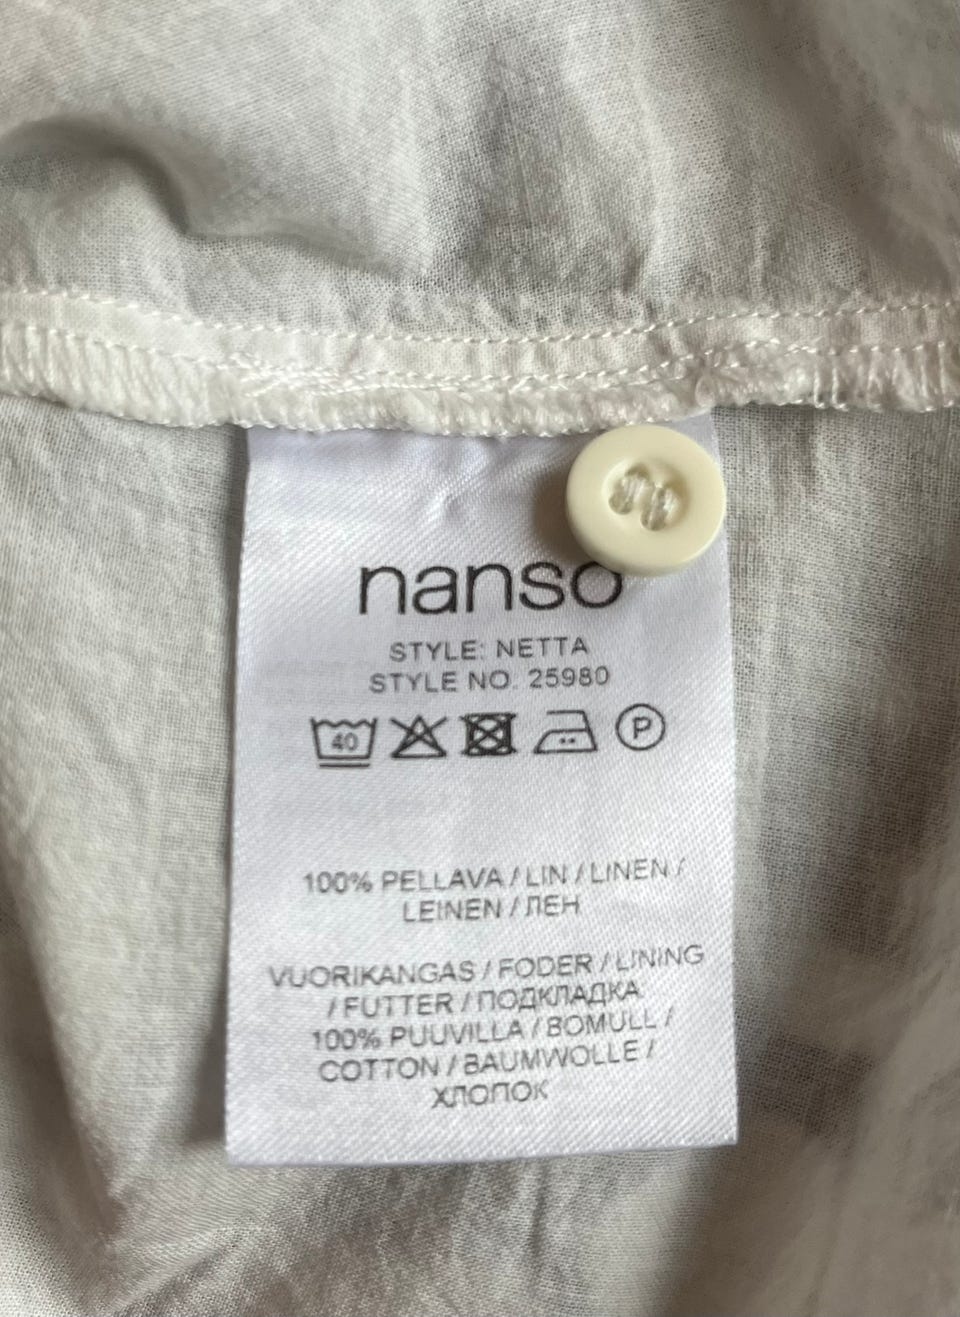 nanso
STYLE: NETTA
STYLE NO. 25980
40 P
100% PELLAVA / LIN / LINEN /
LEINEN / ЛЕН
VUORIKANGAS / FODER / LINING
/ FUTTER / ПОДКЛАДКА
100% PUUVILLA / BOMULL /
COTTON / BAUMWOLLE /
ХЛОПОК